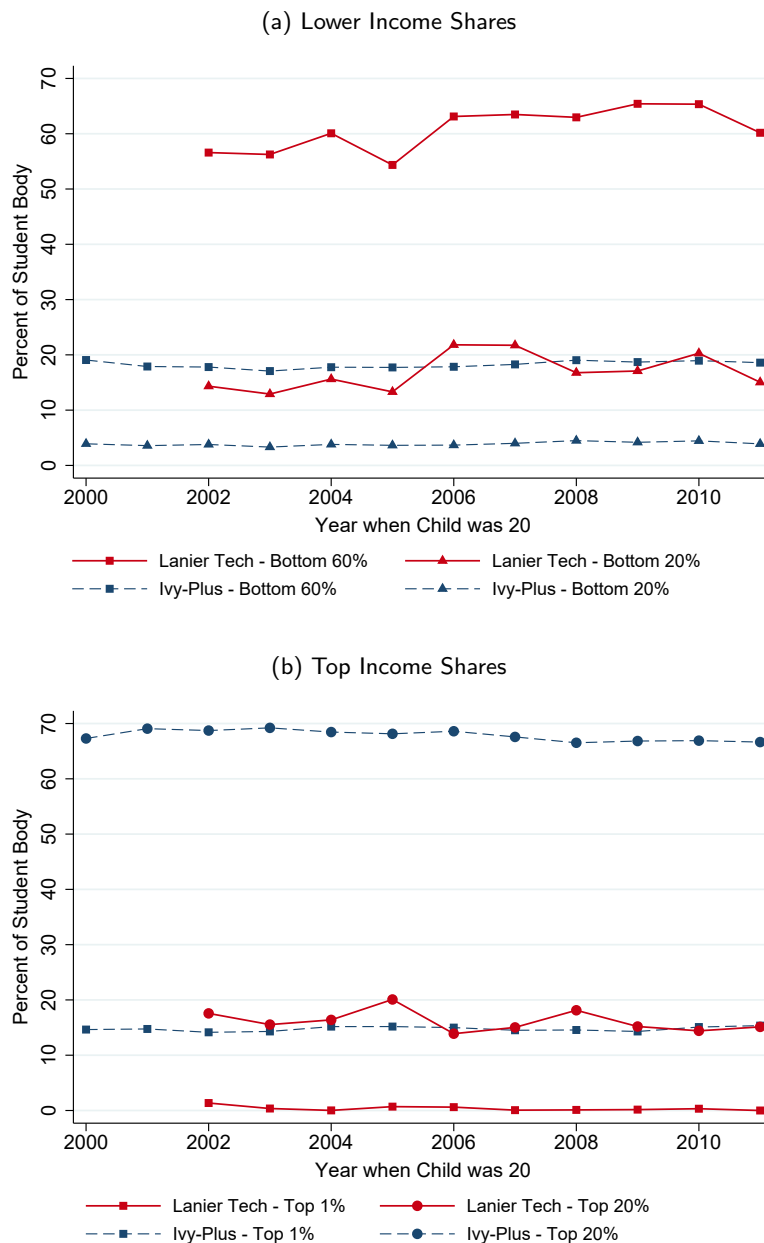 (a) Lower Income Shares
70
60
50
40
30
20
10
0
Percent of Student Body
2000 2002 2004 2006 2008 2010
Year when Child was 20
Lanier Tech - Bottom 60% Lanier Tech - Bottom 20%
Ivy-Plus - Bottom 60% Ivy-Plus - Bottom 20%
(b) Top Income Shares
70
60
50
40
30
20
10
0
Percent of Student Body
2000 2002 2004 2006 2008 2010
Year when Child was 20
Lanier Tech - Top 1% Lanier Tech - Top 20%
Ivy-Plus - Top 1% Ivy-Plus - Top 20%